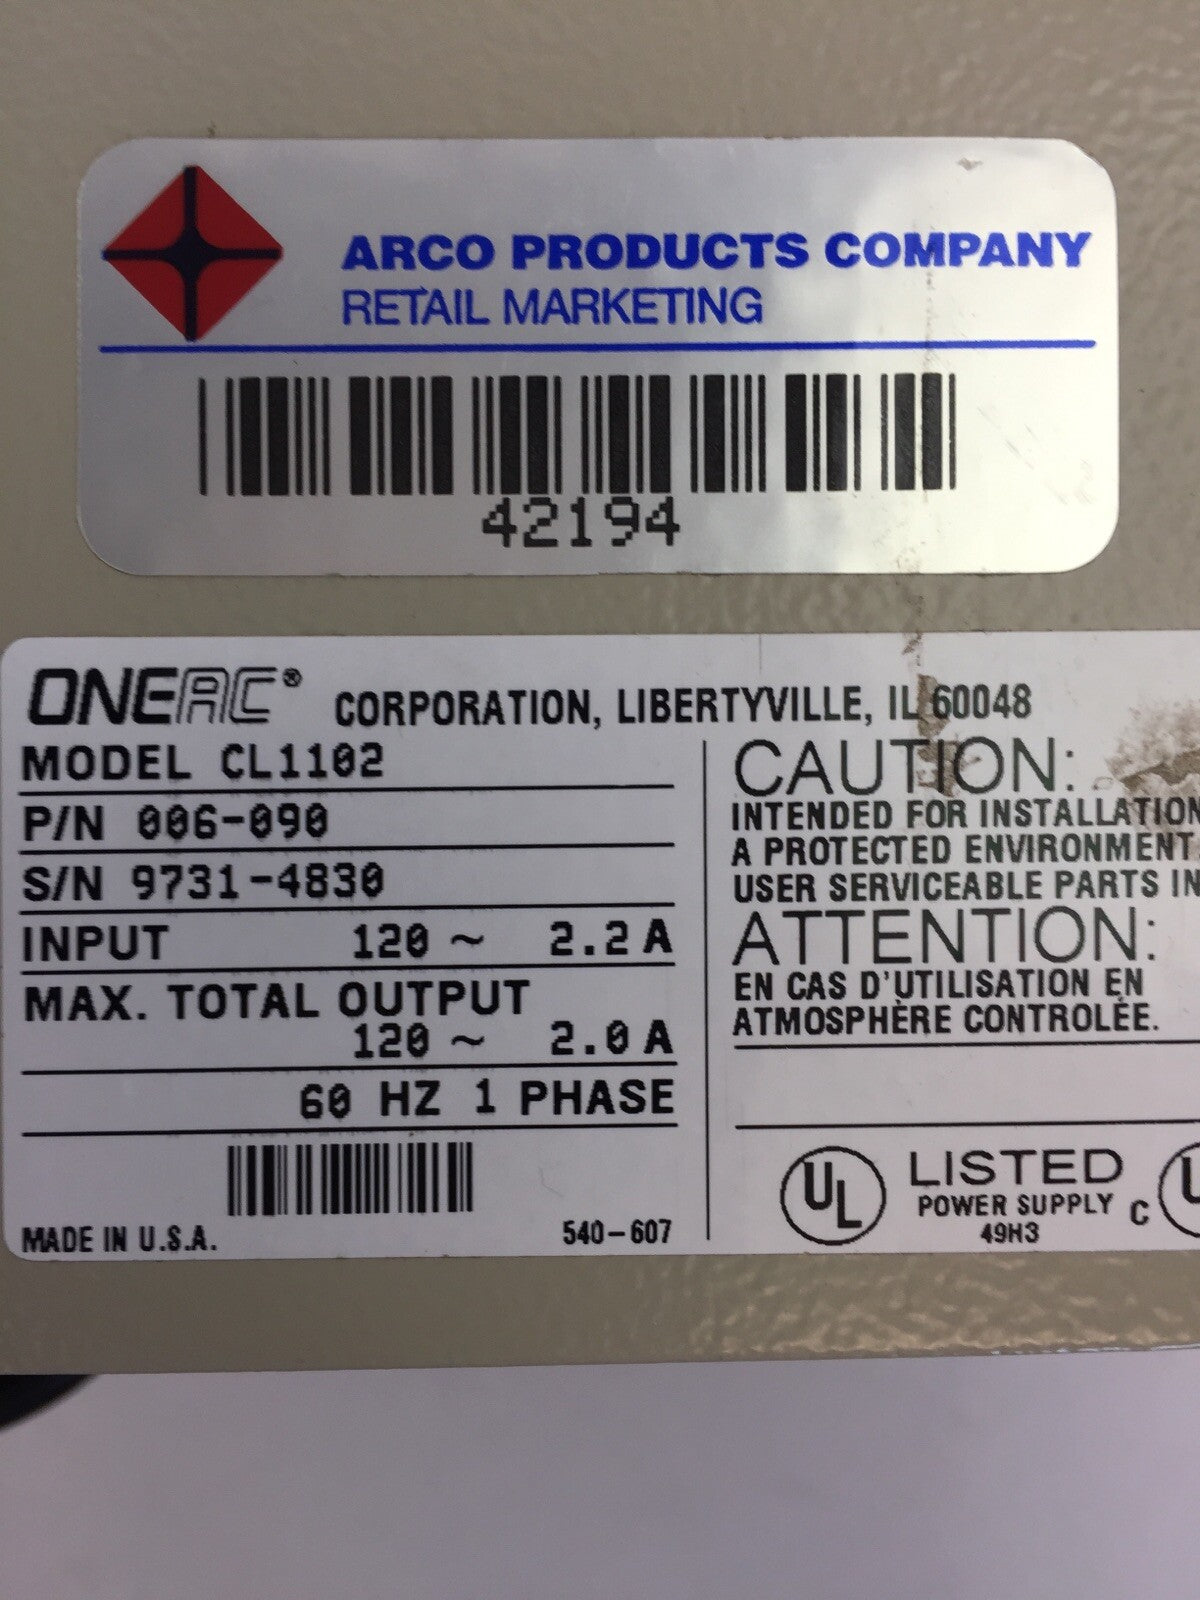 ARCO PRODUCTS COMPANY
RETAIL MARKETING
42194
ONEAC® CORPORATION, LIBERTYVILLE, IL 60048
MODEL CL1102
P/N 006-090
S/N 9731-4830
INPUT 120 ~ 2.2 A
MAX. TOTAL OUTPUT
120 ~ 2.0 A
60 HZ 1 PHASE
MADE IN U.S.A. 540-607
CAUTION:
INTENDED FOR INSTALLATION
A PROTECTED ENVIRONMENT.
USER SERVICEABLE PARTS IN
ATTENTION:
EN CAS D'UTILISATION EN
ATMOSPHÈRE CONTROLÉE.
UL LISTED
POWER SUPPLY C
49H3